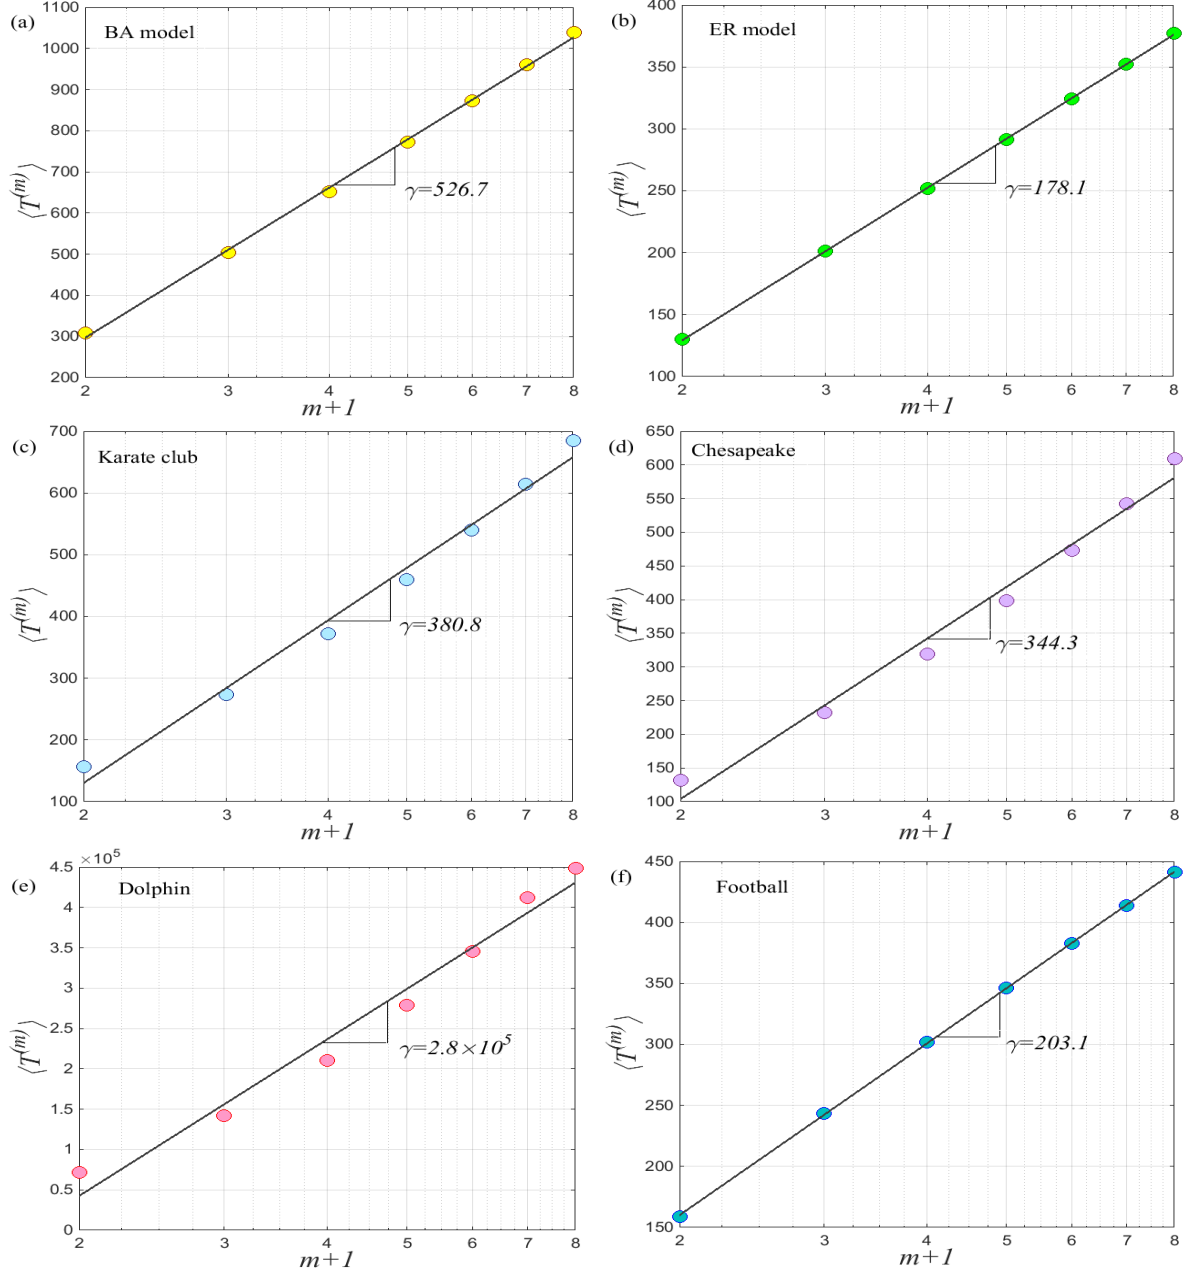 (a)
BA model
1100
1000
900
800
700
600
500
400
300
200
⟨T^(m)⟩
γ=526.7
2 3 4 5 6 7 8
m+1
(b)
ER model
400
350
300
250
200
150
100
⟨T^(m)⟩
γ=178.1
2 3 4 5 6 7 8
m+1
(c)
Karate club
700
600
500
400
300
200
100
⟨T^(m)⟩
γ=380.8
2 3 4 5 6 7 8
m+1
(d)
Chesapeake
650
600
550
500
450
400
350
300
250
200
150
100
⟨T^(m)⟩
γ=344.3
2 3 4 5 6 7 8
m+1
(e)
Dolphin
×10^5
4.5
4
3.5
3
2.5
2
1.5
1
0.5
0
⟨T^(m)⟩
γ=2.8×10^5
2 3 4 5 6 7 8
m+1
(f)
Football
450
400
350
300
250
200
150
⟨T^(m)⟩
γ=203.1
2 3 4 5 6 7 8
m+1